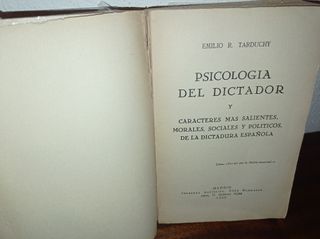 EMILIO R. TARDUCHY
PSICOLOGIA
DEL DICTADOR
Y
CARACTERES MAS SALIENTES,
MORALES, SOCIALES Y POLITICOS,
DE LA DICTADURA ESPAÑOLA
MADRID